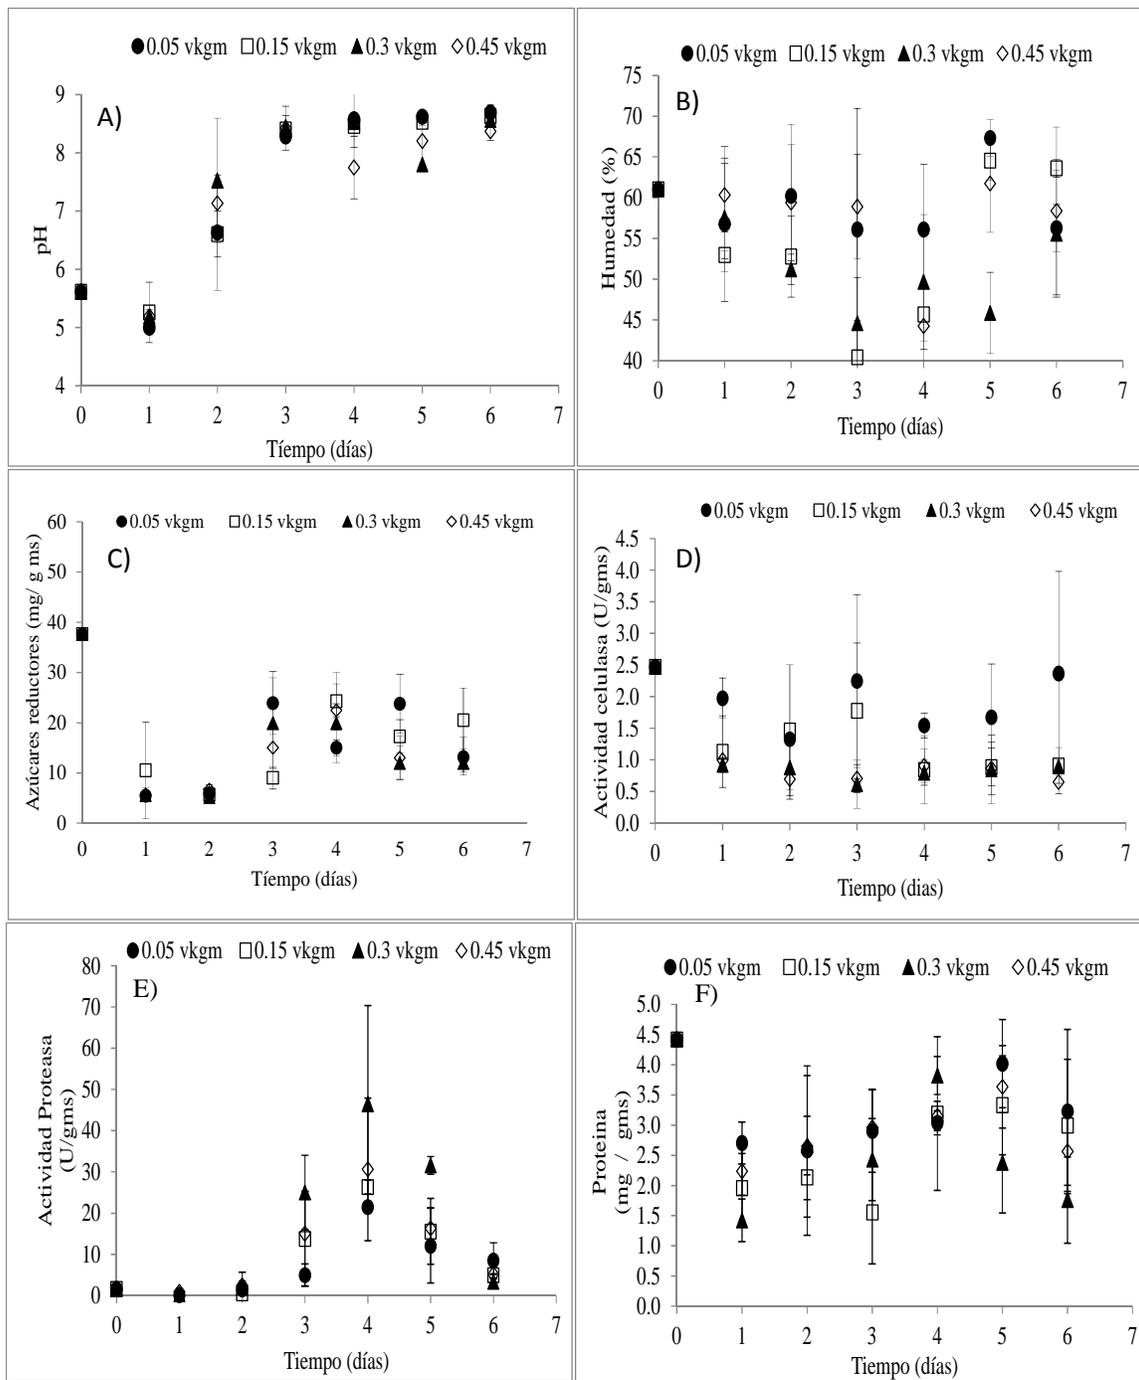 0.05 vkgm 0.15 vkgm 0.3 vkgm 0.45 vkgm
A)
9
8
7
6
5
4
pH
0 1 2 3 4 5 6 7
Tíempo (días)
0.05 vkgm 0.15 vkgm 0.3 vkgm 0.45 vkgm
B)
75
70
65
60
55
50
45
40
Humedad (%)
0 1 2 3 4 5 6 7
Tiempo (días)
0.05 vkgm 0.15 vkgm 0.3 vkgm 0.45 vkgm
C)
60
50
40
30
20
10
0
Azúcares reductores (mg/ g ms)
0 1 2 3 4 5 6 7
Tíempo (días)
0.05 vkgm 0.15 vkgm 0.3 vkgm 0.45 vkgm
D)
4.5
4.0
3.5
3.0
2.5
2.0
1.5
1.0
0.5
0.0
Actividad celulasa (U/gms)
0 1 2 3 4 5 6 7
Tiempo (dias)
0.05 vkgm 0.15 vkgm 0.3 vkgm 0.45 vkgm
E)
80
70
60
50
40
30
20
10
0
Actividad Proteasa
(U/gms)
0 1 2 3 4 5 6 7
Tiempo (días)
0.05 vkgm 0.15 vkgm 0.3 vkgm 0.45 vkgm
F)
5.0
4.5
4.0
3.5
3.0
2.5
2.0
1.5
1.0
0.5
0.0
Proteina
(mg / gms)
0 1 2 3 4 5 6 7
Tiempo (días)